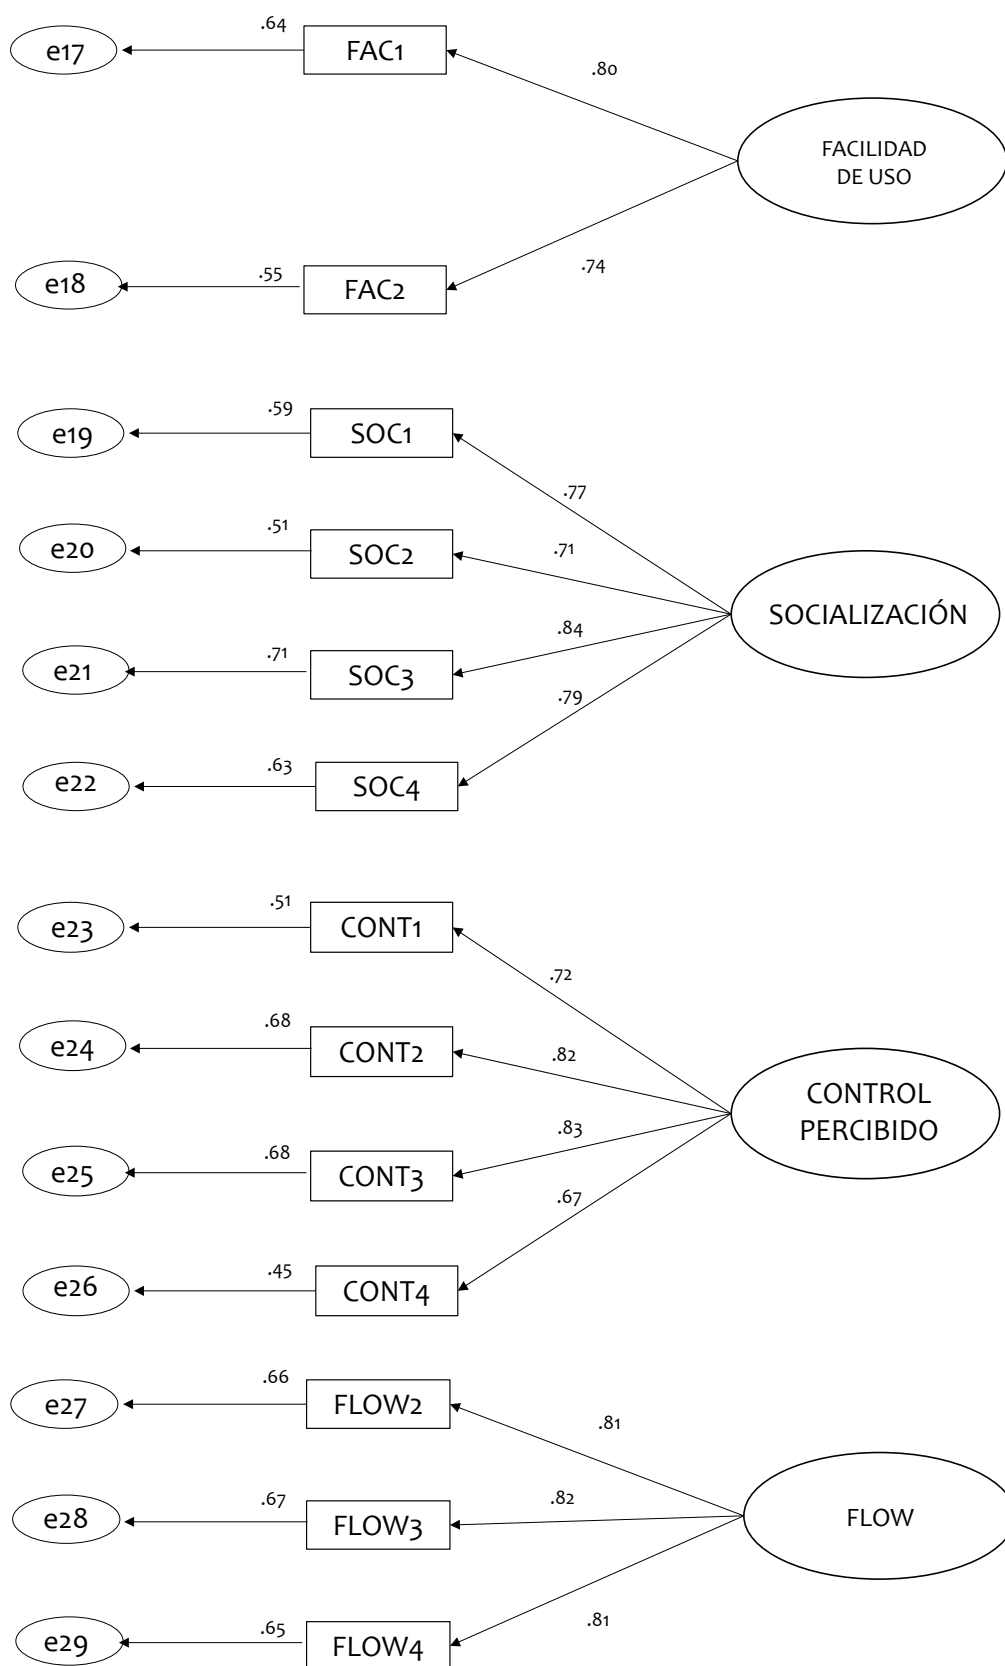 .64
e17
FAC1
.80
FACILIDAD
DE USO
.55
e18
FAC2
.74
.59
e19
SOC1
.77
.51
e20
SOC2
.71
SOCIALIZACIÓN
.84
.71
e21
SOC3
.79
.63
e22
SOC4
.51
e23
CONT1
.72
.68
e24
CONT2
.82
CONTROL
PERCIBIDO
.83
.68
e25
CONT3
.67
.45
e26
CONT4
.66
e27
FLOW2
.81
.67
e28
FLOW3
.82
FLOW
.65
e29
FLOW4
.81